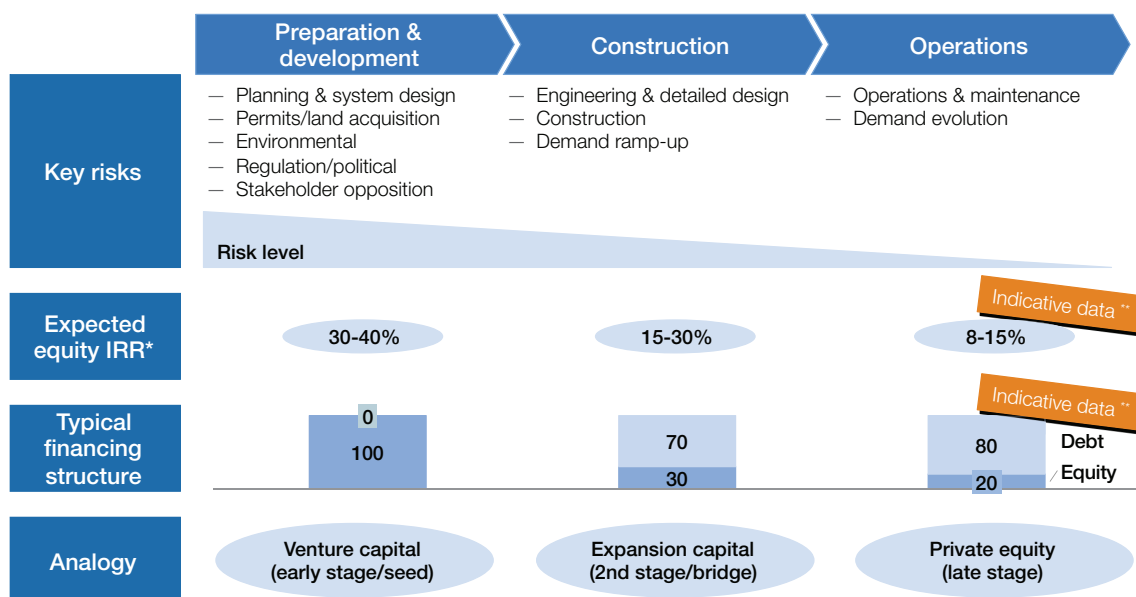 Preparation &
development
Construction
Operations
Key risks
— Planning & system design
— Permits/land acquisition
— Environmental
— Regulation/political
— Stakeholder opposition
— Engineering & detailed design
— Construction
— Demand ramp-up
— Operations & maintenance
— Demand evolution
Risk level
Expected
equity IRR*
30-40%
15-30%
8-15%
Indicative data **
Typical
financing
structure
0
100
70
30
80
20
Debt
Equity
Indicative data **
Analogy
Venture capital
(early stage/seed)
Expansion capital
(2nd stage/bridge)
Private equity
(late stage)